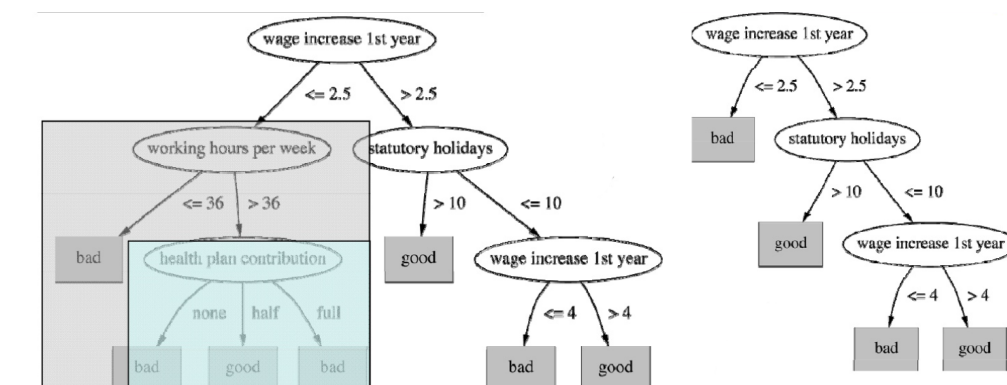 wage increase 1st year
<= 2.5
> 2.5
working hours per week
statutory holidays
<= 36
> 36
> 10
<= 10
bad
health plan contribution
good
wage increase 1st year
none
half
full
<= 4
> 4
bad
good
bad
bad
good
wage increase 1st year
<= 2.5
> 2.5
bad
statutory holidays
> 10
<= 10
good
wage increase 1st year
<= 4
> 4
bad
good